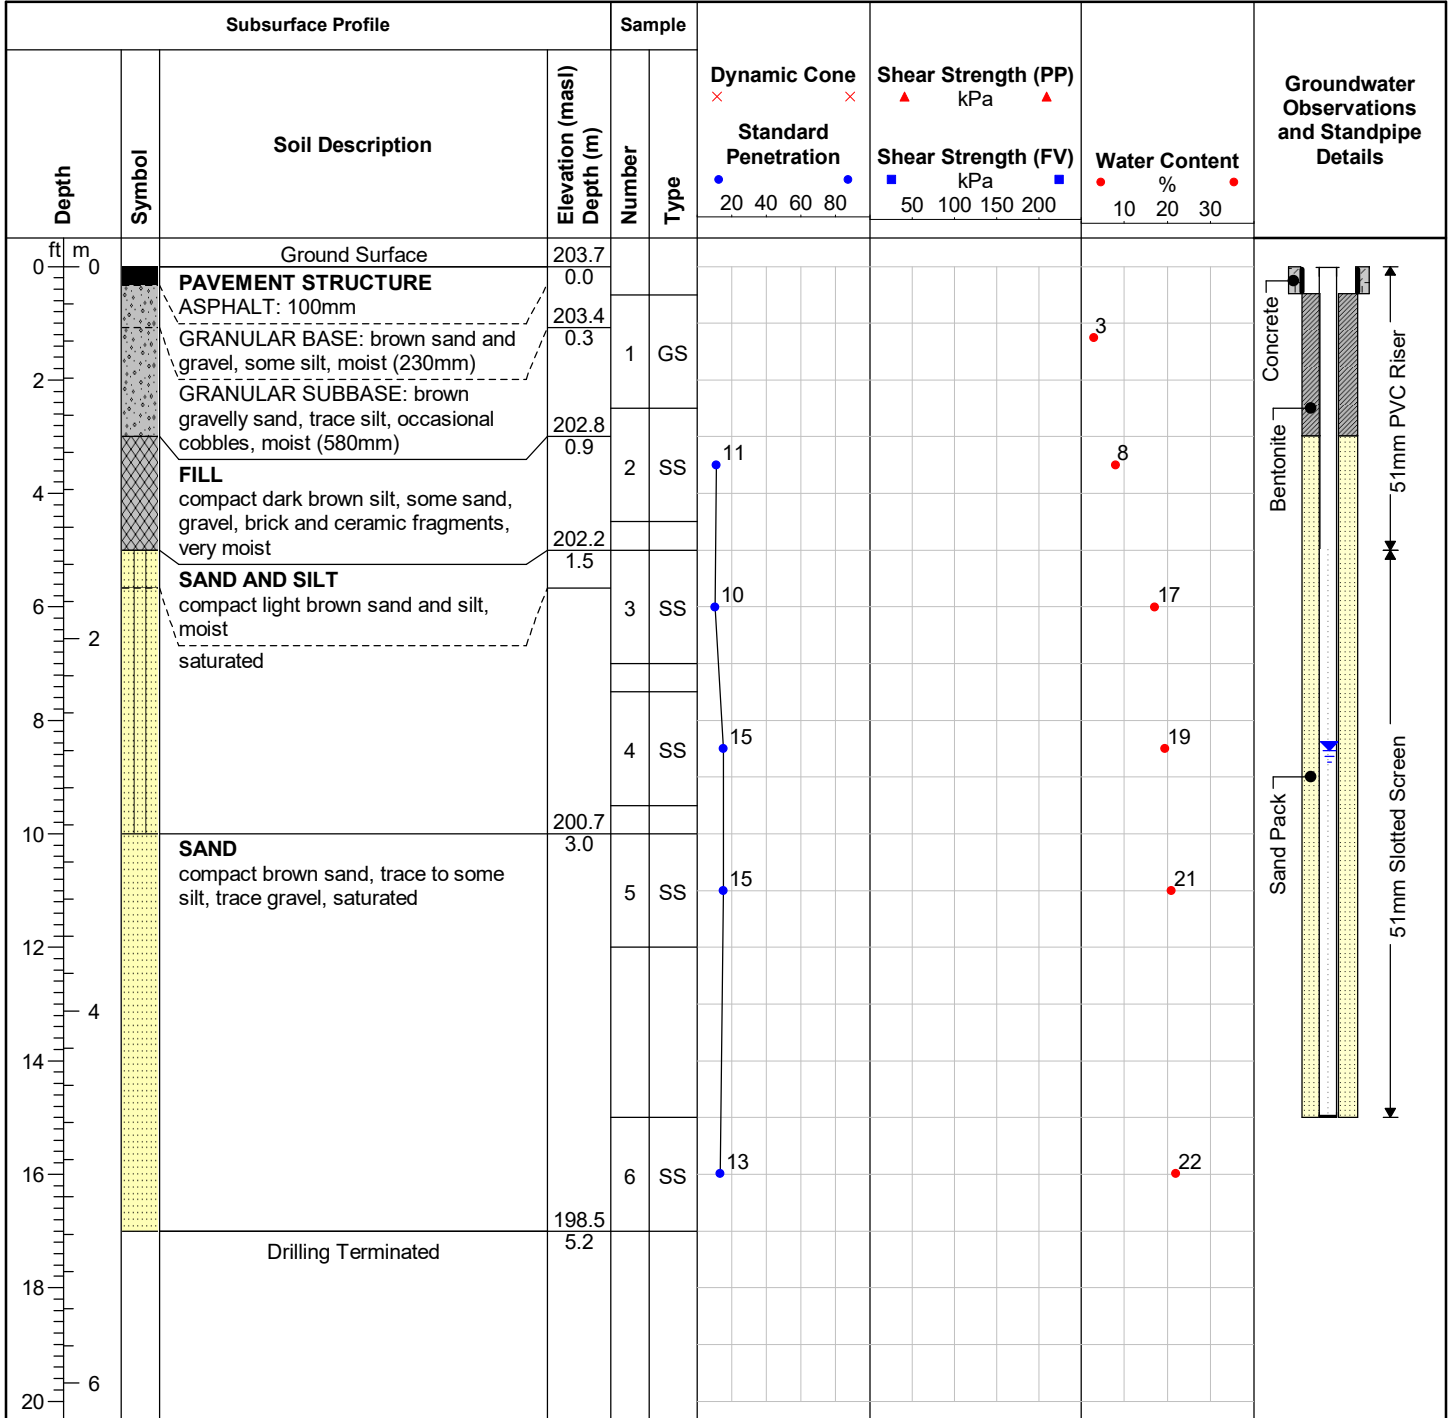 Subsurface Profile
Sample
Depth
Symbol
Soil Description
Elevation (masl)
Depth (m)
Number
Type
Dynamic Cone
Standard
Penetration
20 40 60 80
Shear Strength (PP)
kPa
Shear Strength (FV)
kPa
50 100 150 200
Water Content
%
10 20 30
Groundwater
Observations
and Standpipe
Details
ft m
Ground Surface
203.7
0 0
0.0
PAVEMENT STRUCTURE
ASPHALT: 100mm
203.4
0.3
GRANULAR BASE: brown sand and
gravel, some silt, moist (230mm)
1 GS
3
2
GRANULAR SUBBASE: brown
gravelly sand, trace silt, occasional
cobbles, moist (580mm)
202.8
0.9
2 SS
11
8
FILL
compact dark brown silt, some sand,
gravel, brick and ceramic fragments,
very moist
4
202.2
1.5
SAND AND SILT
compact light brown sand and silt,
moist
6
3 SS
10
17
2
saturated
8
4 SS
15
19
200.7
10
3.0
SAND
compact brown sand, trace to some
silt, trace gravel, saturated
5 SS
15
21
12
4
14
16
6 SS
13
22
198.5
5.2
Drilling Terminated
18
6
20
Concrete
Bentonite
Sand Pack
51mm PVC Riser
51mm Slotted Screen